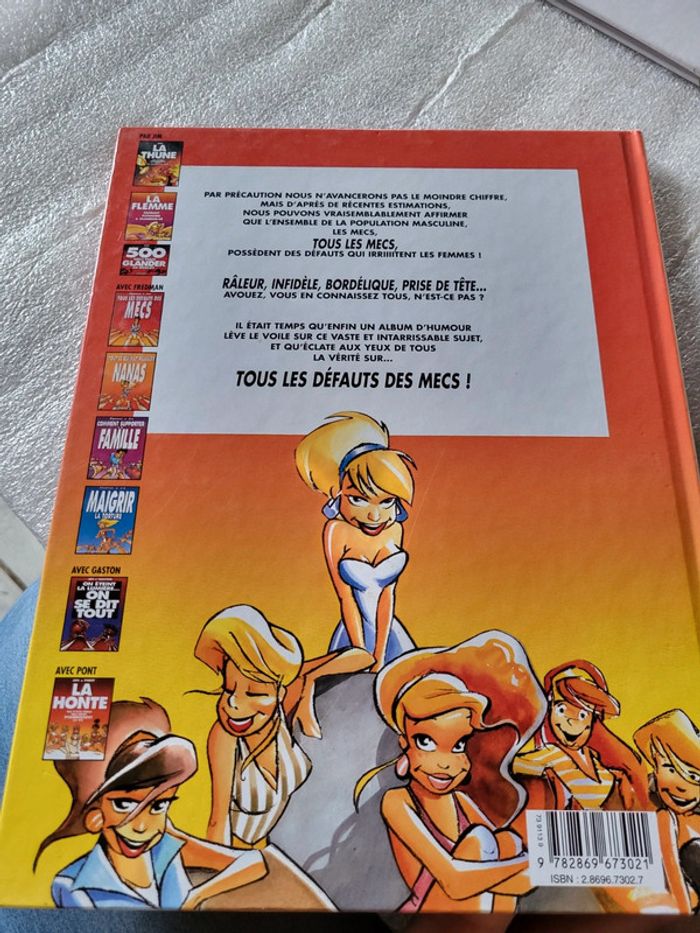 PAR JIM
LA
THUNE
LA
FLEMME
500
GLANDER
AVEC FREDMAN
TOUS LES DÉFAUTS DES
MECS
NANAS
COMMENT SUPPORTER
FAMILLE
MAIGRIR
LA TORTURE
AVEC GASTON
ON ÉTEINT
LA LUMIÈRE...
ON
SE DIT
TOUT
AVEC PONT
LA
HONTE
PAR PRÉCAUTION NOUS N'AVANCERONS PAS LE MOINDRE CHIFFRE,
MAIS D'APRÈS DE RÉCENTES ESTIMATIONS,
NOUS POUVONS VRAISEMBLABLEMENT AFFIRMER
QUE L'ENSEMBLE DE LA POPULATION MASCULINE,
LES MECS,
TOUS LES MECS,
POSSÈDENT DES DÉFAUTS QUI IRRIIIITENT LES FEMMES !
RÂLEUR, INFIDÈLE, BORDÉLIQUE, PRISE DE TÊTE...
AVOUEZ, VOUS EN CONNAISSEZ TOUS, N'EST-CE PAS ?
IL ÉTAIT TEMPS QU'ENFIN UN ALBUM D'HUMOUR
LÈVE LE VOILE SUR CE VASTE ET INTARRISSABLE SUJET,
ET QU'ÉCLATE AUX YEUX DE TOUS
LA VÉRITÉ SUR...
TOUS LES DÉFAUTS DES MECS !
73 9113 0
9 782869 673021
ISBN : 2.8696.7302.7